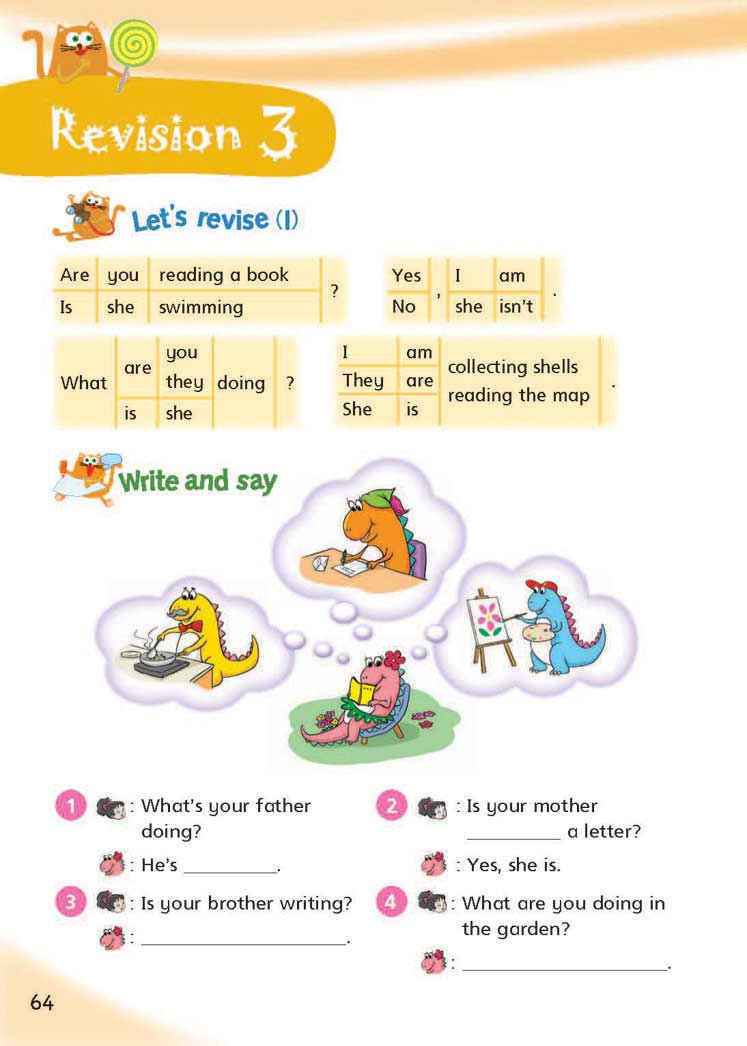 Revision 3
Let's revise (I)
Are you reading a book
Is she swimming
?
Yes
No
,
I am
she isn't
.
What
are
is
you
they
she
doing ?
I am
They are
She is
collecting shells
reading the map
.
Write and say
1 : What's your father
doing?
: He's __________.
2 : Is your mother
__________ a letter?
: Yes, she is.
3 : Is your brother writing?
: ______________________.
4 : What are you doing in
the garden?
: ______________________.
64